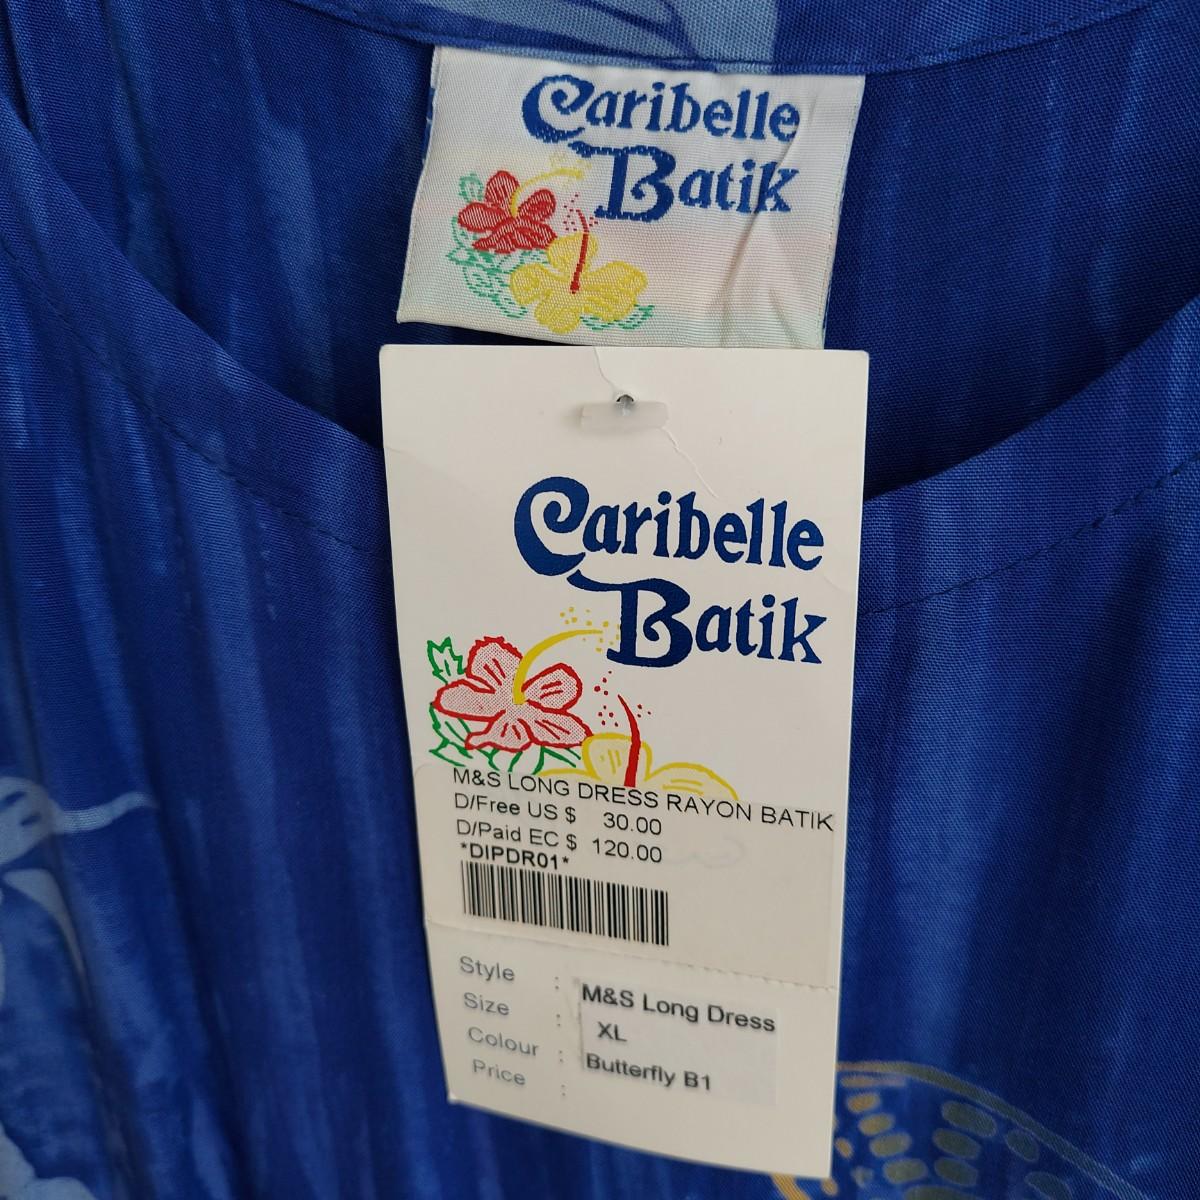 Caribelle
Batik
Caribelle
Batik
M&S LONG DRESS RAYON BATIK
D/Free US $ 30.00
D/Paid EC $ 120.00
*DIPDR01*
Style : M&S Long Dress
Size : XL
Colour : Butterfly B1
Price :